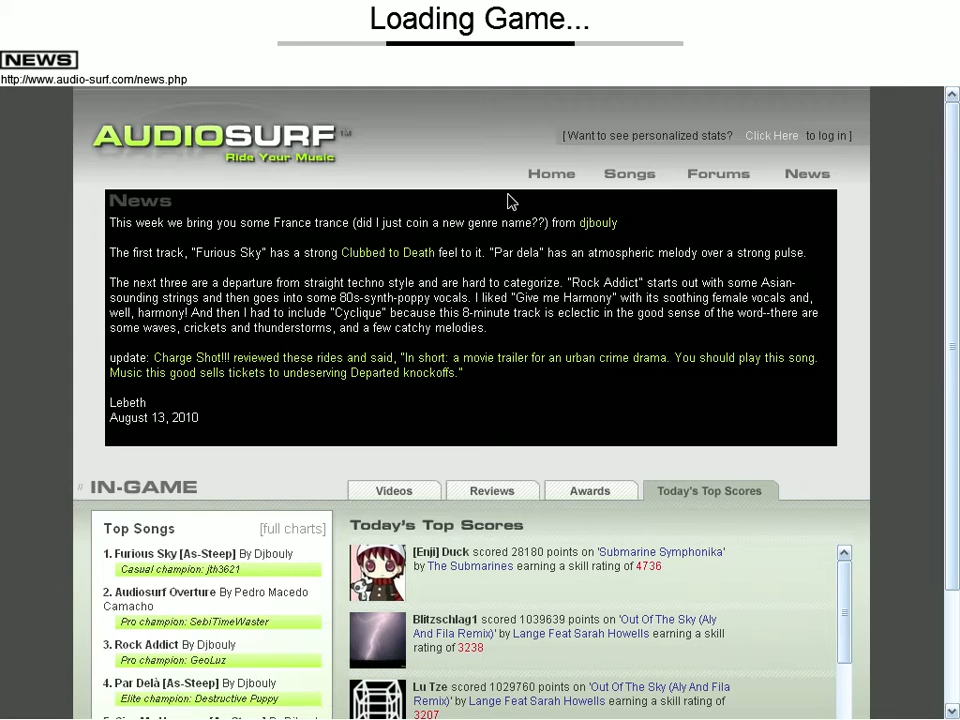 Loading Game...
NEWS
http://www.audio-surf.com/news.php
AUDIOSURF™
Ride Your Music
[ Want to see personalized stats? Click Here to log in ]
Home Songs Forums News
News
This week we bring you some France trance (did I just coin a new genre name??) from djbouly
The first track, "Furious Sky" has a strong Clubbed to Death feel to it. "Par dela" has an atmospheric melody over a strong pulse.
The next three are a departure from straight techno style and are hard to categorize. "Rock Addict" starts out with some Asian-
sounding strings and then goes into some 80s-synth-poppy vocals. I liked "Give me Harmony" with its soothing female vocals and,
well, harmony! And then I had to include "Cyclique" because this 8-minute track is eclectic in the good sense of the word--there are
some waves, crickets and thunderstorms, and a few catchy melodies.
update: Charge Shot!!! reviewed these rides and said, "In short: a movie trailer for an urban crime drama. You should play this song.
Music this good sells tickets to undeserving Departed knockoffs."
Lebeth
August 13, 2010
// IN-GAME
Videos Reviews Awards Today's Top Scores
Top Songs [full charts]
1. Furious Sky [As-Steep] By Djbouly
Casual champion: jth3621
2. Audiosurf Overture By Pedro Macedo
Camacho
Pro champion: SebiTimeWaster
3. Rock Addict By Djbouly
Pro champion: GeoLuz
4. Par Delà [As-Steep] By Djbouly
Elite champion: Destructive Puppy
Today's Top Scores
[Enji] Duck scored 28180 points on 'Submarine Symphonika'
by The Submarines earning a skill rating of 4736
Blitzschlag1 scored 1039639 points on 'Out Of The Sky (Aly
And Fila Remix)' by Lange Feat Sarah Howells earning a skill
rating of 3238
Lu Tze scored 1029760 points on 'Out Of The Sky (Aly And Fila
Remix)' by Lange Feat Sarah Howells earning a skill rating of
3207